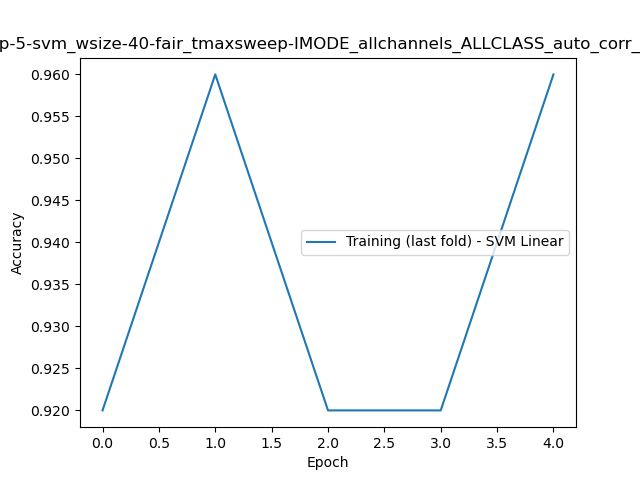 p-5-svm_wsize-40-fair_tmaxsweep-IMODE_allchannels_ALLCLASS_auto_corr_
0.960
0.955
0.950
0.945
0.940
0.935
0.930
0.925
0.920
Accuracy
Training (last fold) - SVM Linear
0.0 0.5 1.0 1.5 2.0 2.5 3.0 3.5 4.0
Epoch